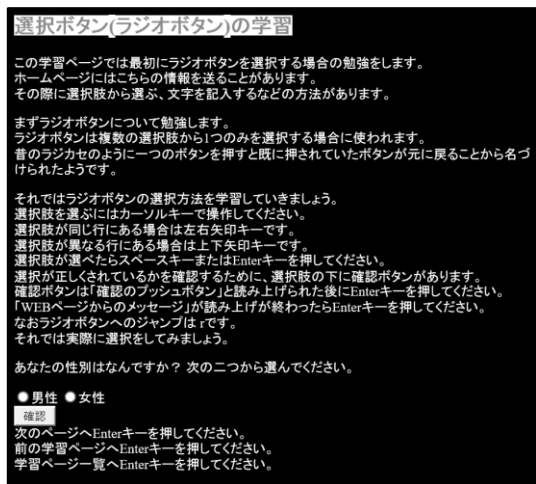 選択ボタン(ラジオボタン)の学習
この学習ページでは最初にラジオボタンを選択する場合の勉強をします。
ホームページにはこちらの情報を送ることがあります。
その際に選択肢から選ぶ、文字を記入するなどの方法があります。
まずラジオボタンについて勉強します。
ラジオボタンは複数の選択肢から1つのみを選択する場合に使われます。
昔のラジカセのように一つのボタンを押すと既に押されていたボタンが元に戻ることから名づ
けられたようです。
それではラジオボタンの選択方法を学習していきましょう。
選択肢を選ぶにはカーソルキーで操作してください。
選択肢が同じ行にある場合は左右矢印キーです。
選択肢が異なる行にある場合は上下矢印キーです。
選択肢が選べたらスペースキーまたはEnterキーを押してください。
選択が正しくされているかを確認するために、選択肢の下に確認ボタンがあります。
確認ボタンは「確認のプッシュボタン」と読み上げられた後にEnterキーを押してください。
「WEBページからのメッセージ」が読み上げが終わったらEnterキーを押してください。
なおラジオボタンへのジャンプは rです。
それでは実際に選択をしてみましょう。
あなたの性別はなんですか？ 次の二つから選んでください。
男性 女性
確認
次のページへEnterキーを押してください。
前の学習ページへEnterキーを押してください。
学習ページ一覧へEnterキーを押してください。